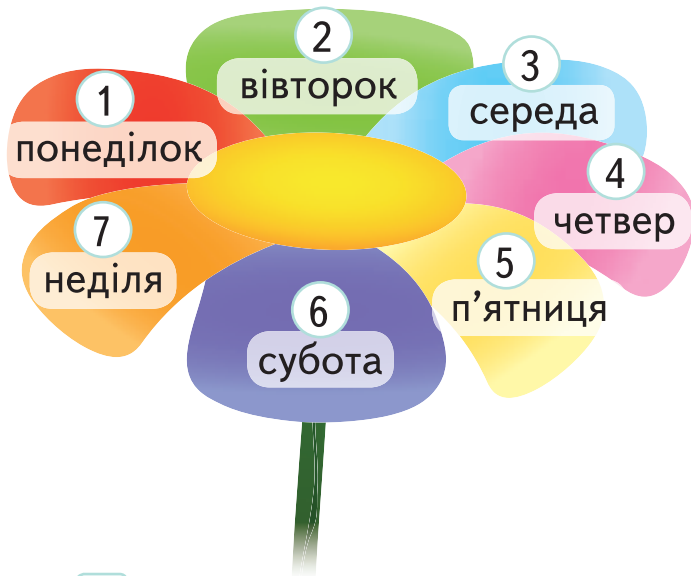 1
понеділок
2
вівторок
3
середа
4
четвер
5
п’ятниця
6
субота
7
неділя